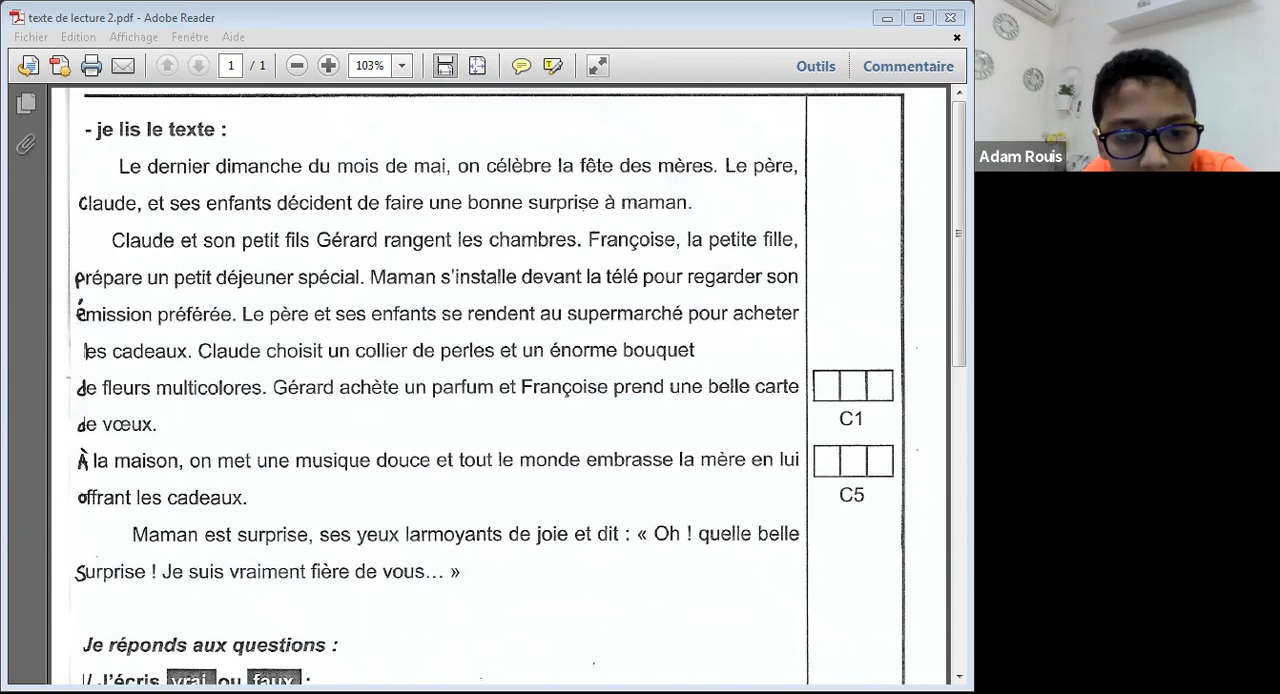 texte de lecture 2.pdf - Adobe Reader
Fichier Edition Affichage Fenêtre Aide
1 / 1 103% Outils Commentaire
- je lis le texte :
Le dernier dimanche du mois de mai, on célèbre la fête des mères. Le père,
Claude, et ses enfants décident de faire une bonne surprise à maman.
Claude et son petit fils Gérard rangent les chambres. Françoise, la petite fille,
prépare un petit déjeuner spécial. Maman s'installe devant la télé pour regarder son
émission préférée. Le père et ses enfants se rendent au supermarché pour acheter
les cadeaux. Claude choisit un collier de perles et un énorme bouquet
de fleurs multicolores. Gérard achète un parfum et Françoise prend une belle carte
de vœux.
À la maison, on met une musique douce et tout le monde embrasse la mère en lui
offrant les cadeaux.
Maman est surprise, ses yeux larmoyants de joie et dit : « Oh ! quelle belle
Surprise ! Je suis vraiment fière de vous... »
C1
C5
Je réponds aux questions :
1/ J'écris vrai ou faux :
Adam Rouis